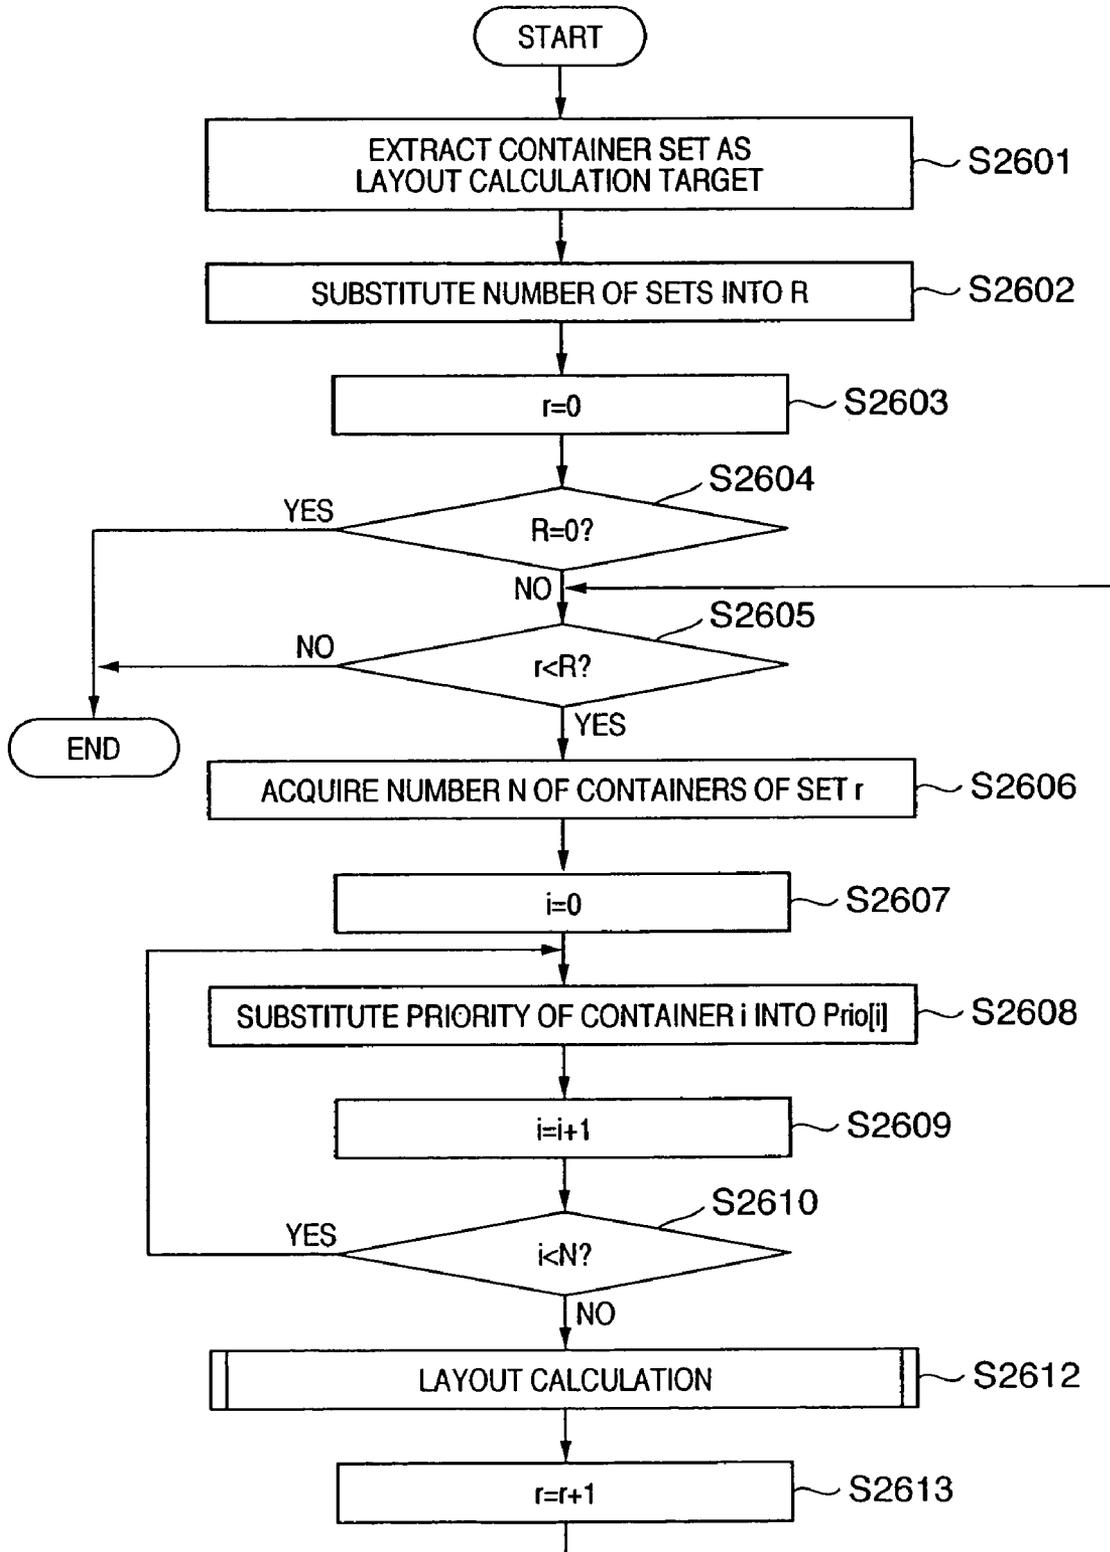 START
EXTRACT CONTAINER SET AS
LAYOUT CALCULATION TARGET
S2601
SUBSTITUTE NUMBER OF SETS INTO R
S2602
r=0
S2603
S2604
YES
R=0?
NO
S2605
NO
r<R?
YES
END
ACQUIRE NUMBER N OF CONTAINERS OF SET r
S2606
i=0
S2607
SUBSTITUTE PRIORITY OF CONTAINER i INTO Prio[i]
S2608
i=i+1
S2609
S2610
YES
i<N?
NO
LAYOUT CALCULATION
S2612
r=r+1
S2613